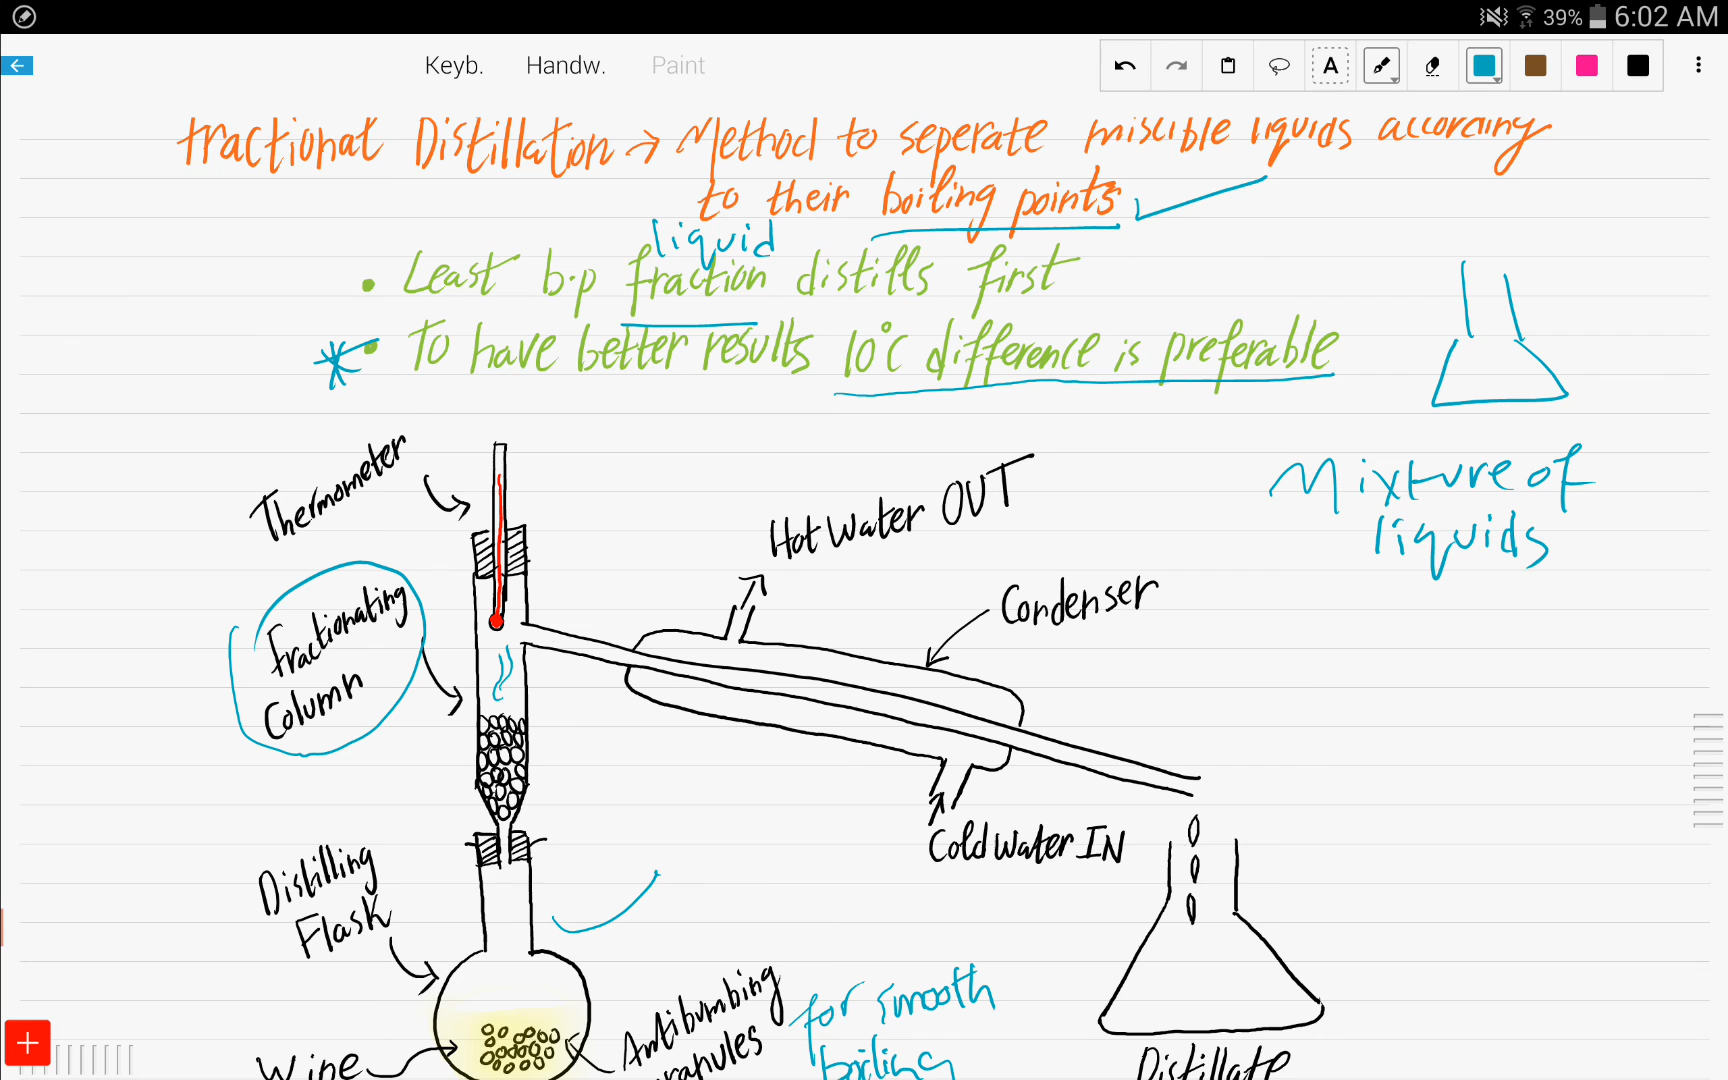 39% 6:02 AM
Keyb. Handw. Paint
A
fractional Distillation → Method to seperate miscible liquids according
to their boiling points
liquid
• Least b.p fraction distills first
• To have better results 10°C difference is preferable
Mixture of
liquids
Thermometer
Hot Water OUT
Condenser
Fractionating
Column
Cold Water IN
Distilling
Flask
Antibumbing
granules
for smooth
boiling
Wine
Distillate